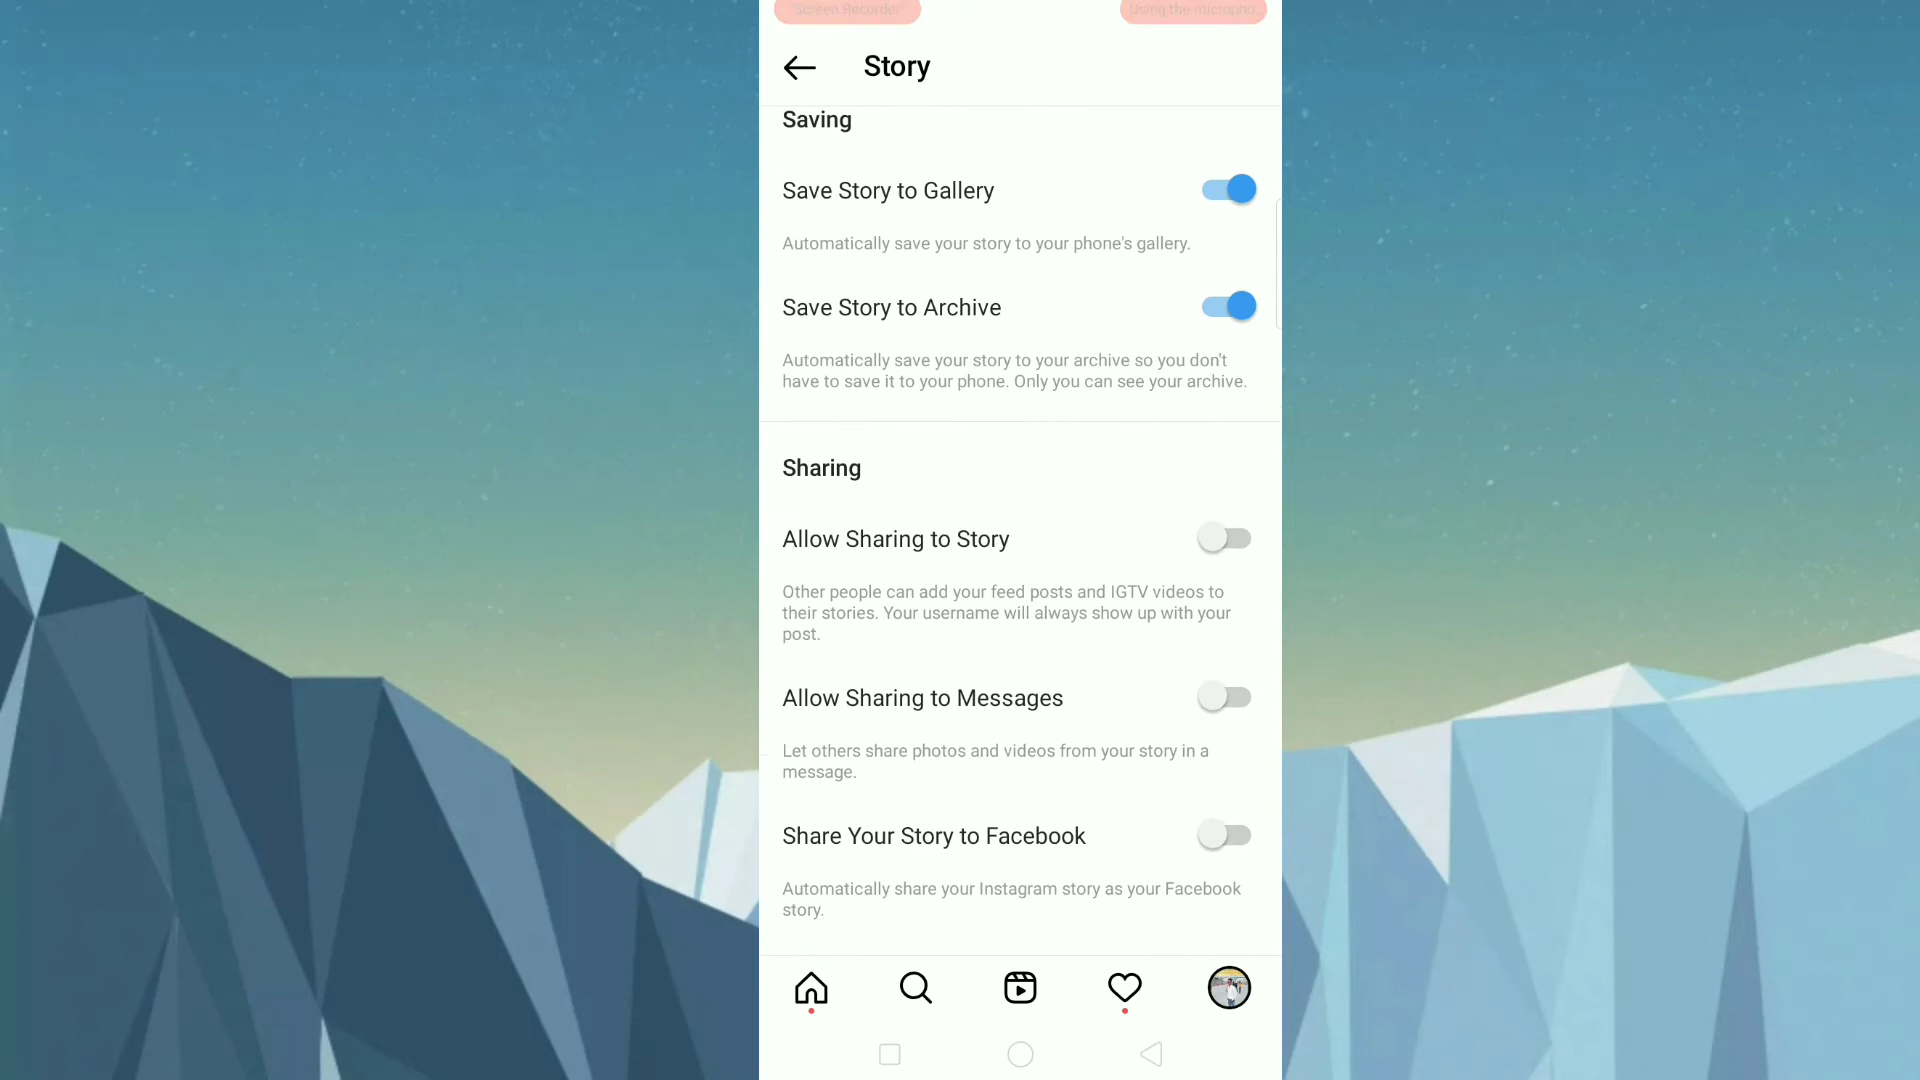 "Screen Recorder"
Using the micropho...
Story
Saving
Save Story to Gallery
Automatically save your story to your phone's gallery.
Save Story to Archive
Automatically save your story to your archive so you don't
have to save it to your phone. Only you can see your archive.
Sharing
Allow Sharing to Story
Other people can add your feed posts and IGTV videos to
their stories. Your username will always show up with your
post.
Allow Sharing to Messages
Let others share photos and videos from your story in a
message.
Share Your Story to Facebook
Automatically share your Instagram story as your Facebook
story.